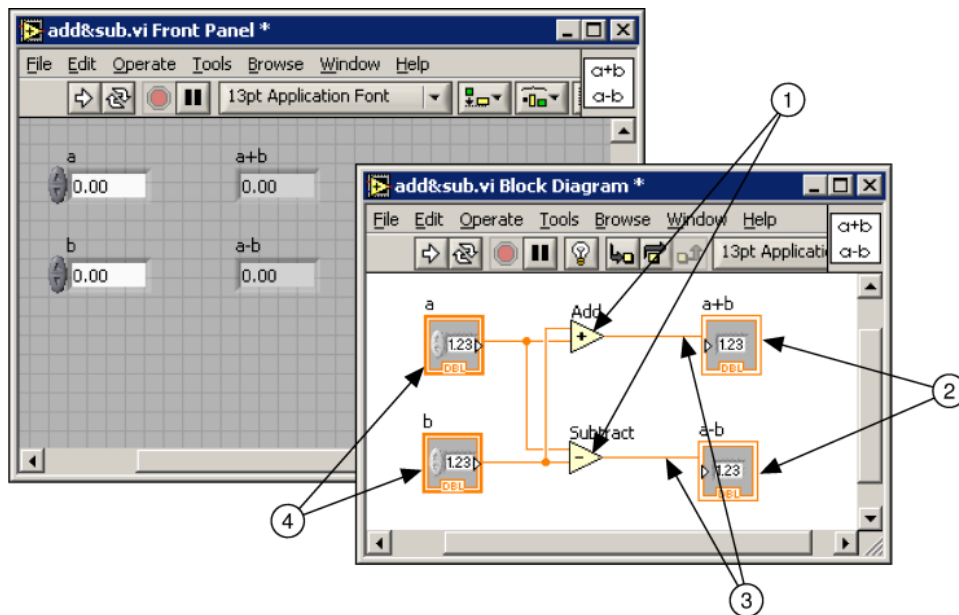 add&sub.vi Front Panel *
File Edit Operate Tools Browse Window Help
13pt Application Font
a+b
a-b
a
0.00
a+b
0.00
b
0.00
a-b
0.00
add&sub.vi Block Diagram *
File Edit Operate Tools Browse Window Help
13pt Applicati
a+b
a-b
a
1.23
DBL
Add
+
a+b
1.23
DBL
b
1.23
DBL
Subtract
-
a-b
1.23
DBL
1
2
3
4